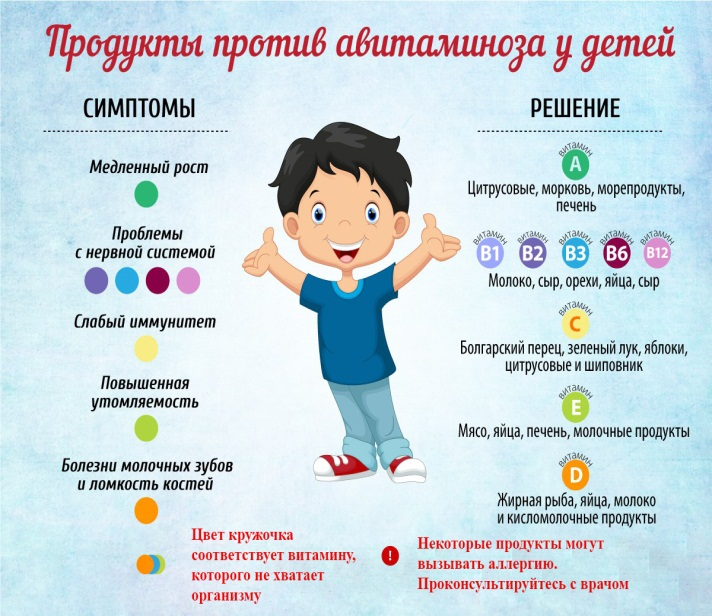 Продукты против авитаминоза у детей
СИМПТОМЫ
Медленный рост
Проблемы
с нервной системой
Слабый иммунитет
Повышенная
утомляемость
Болезни молочных зубов
и ломкость костей
Цвет кружочка
соответствует витамину,
которого не хватает
организму
РЕШЕНИЕ
витамин
A
Цитрусовые, морковь, морепродукты,
печень
витамин витамин витамин витамин витамин
B1 B2 B3 B6 B12
Молоко, сыр, орехи, яйца, сыр
витамин
C
Болгарский перец, зеленый лук, яблоки,
цитрусовые и шиповник
витамин
E
Мясо, яйца, печень, молочные продукты
витамин
D
Жирная рыба, яйца, молоко
и кисломолочные продукты
!
Некоторые продукты могут
вызывать аллергию.
Проконсультируйтесь с врачом